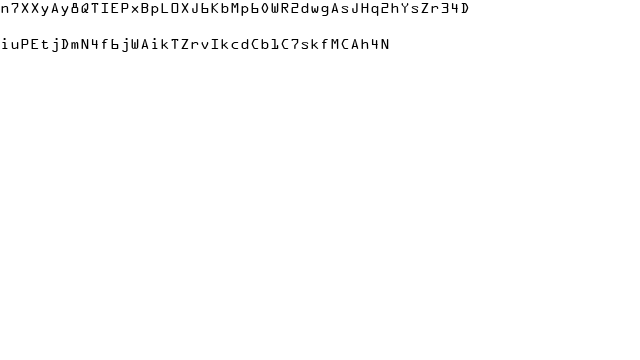 n7XXyAy8QTIEPxBpLOXJ6KbMp60WR2dwgAsJHq2hYsZr34D
iuPEtjDmN4f6jWAikTZrvIkcdCb1C7skfMCAh4N